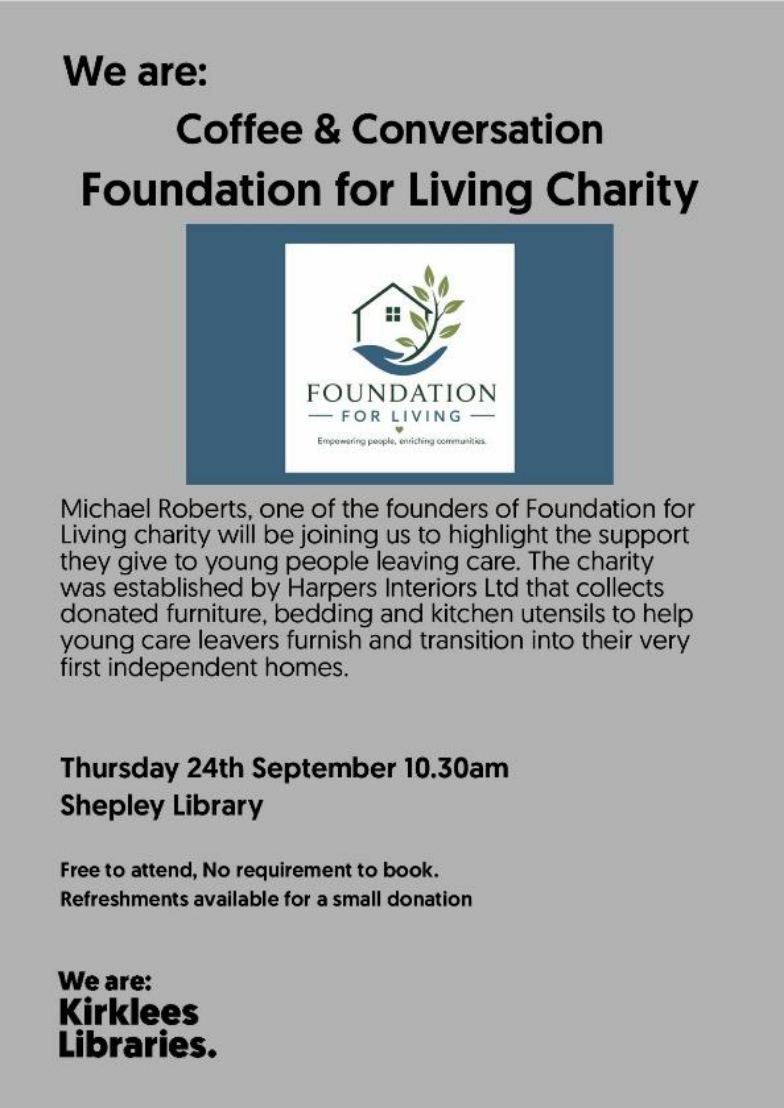 We are:
Coffee & Conversation
Foundation for Living Charity
FOUNDATION
FOR LIVING
Empowering people, enriching communities.
Michael Roberts, one of the founders of Foundation for
Living charity will be joining us to highlight the support
they give to young people leaving care. The charity
was established by Harpers Interiors Ltd that collects
donated furniture, bedding and kitchen utensils to help
young care leavers furnish and transition into their very
first independent homes.
Thursday 24th September 10.30am
Shepley Library
Free to attend, No requirement to book.
Refreshments available for a small donation
We are:
Kirklees
Libraries.